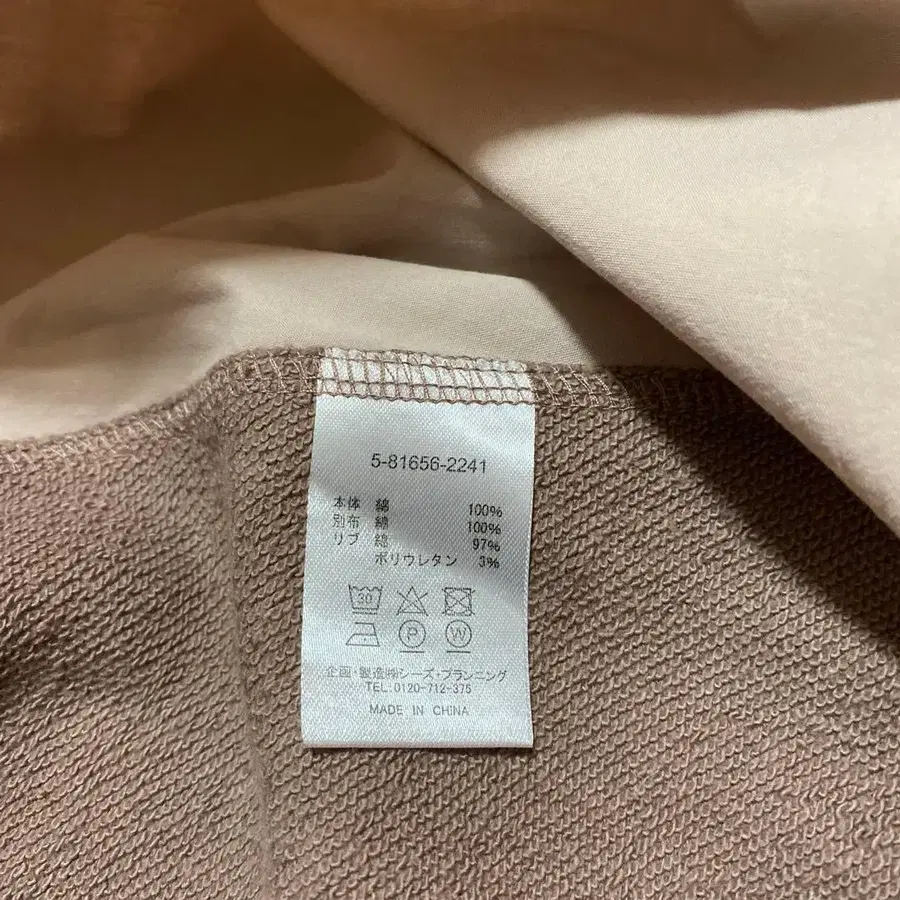 5-81656-2241
本体 綿 100%
別布 綿 100%
リブ 綿 97%
ポリウレタン 3%
30
P W
企画・製造㈱シーズ・プランニング
TEL.0120-712-375
MADE IN CHINA